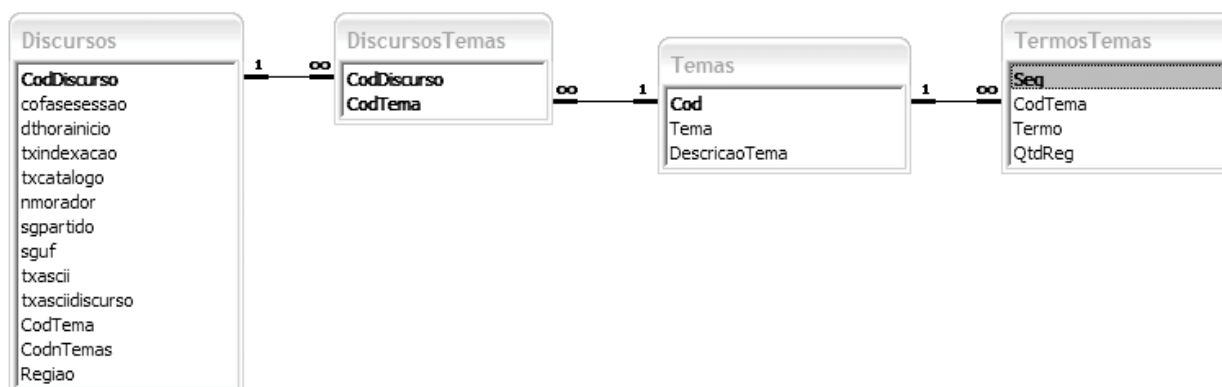 Discursos
CodDiscurso
cofasesessao
dthorainicio
txindexacao
txcatalogo
nmorador
sgpartido
sguf
txascii
txasciidiscurso
CodTema
CodnTemas
Regiao
1 ∞
DiscursosTemas
CodDiscurso
CodTema
∞ 1
Temas
Cod
Tema
DescricaoTema
1 ∞
TermosTemas
Seq
CodTema
Termo
QtdReg